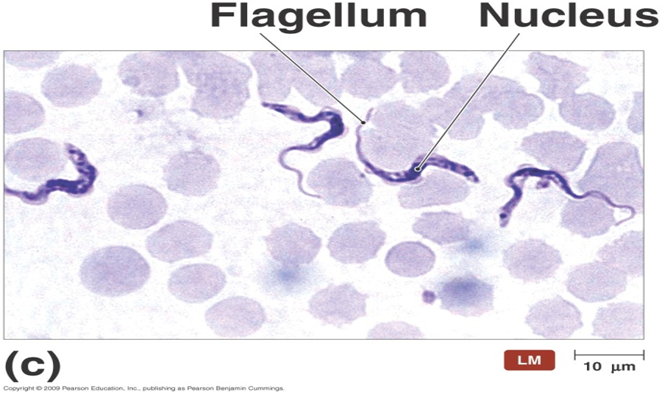 Flagellum Nucleus
(c)
LM
10 μm
Copyright © 2009 Pearson Education, Inc., publishing as Pearson Benjamin Cummings.